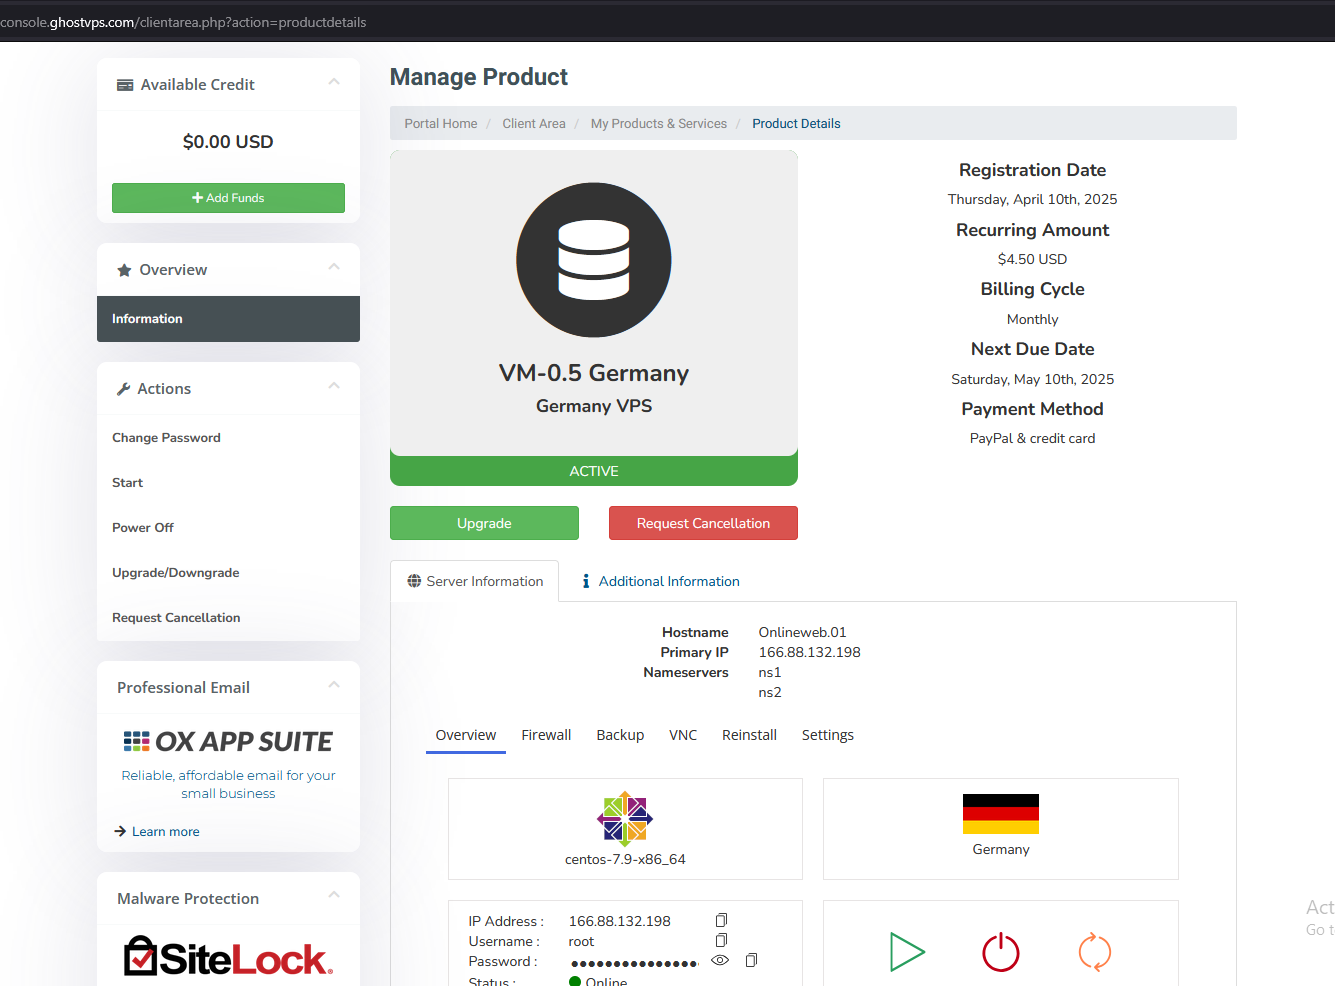 console.ghostvps.com/clientarea.php?action=productdetails
Available Credit
$0.00 USD
Add Funds
Overview
Information
Actions
Change Password
Start
Power Off
Upgrade/Downgrade
Request Cancellation
Professional Email
OX APP SUITE
Reliable, affordable email for your
small business
Learn more
Malware Protection
SiteLock
Manage Product
Portal Home / Client Area / My Products & Services / Product Details
VM-0.5 Germany
Germany VPS
ACTIVE
Upgrade
Request Cancellation
Registration Date
Thursday, April 10th, 2025
Recurring Amount
$4.50 USD
Billing Cycle
Monthly
Next Due Date
Saturday, May 10th, 2025
Payment Method
PayPal & credit card
Server Information
Additional Information
Hostname Onlineweb.01
Primary IP 166.88.132.198
Nameservers ns1
ns2
Overview Firewall Backup VNC Reinstall Settings
centos-7.9-x86_64
Germany
IP Address : 166.88.132.198
Username : root
Password : ●●●●●●●●●●●●●●●
Status : Online
Act
Go t